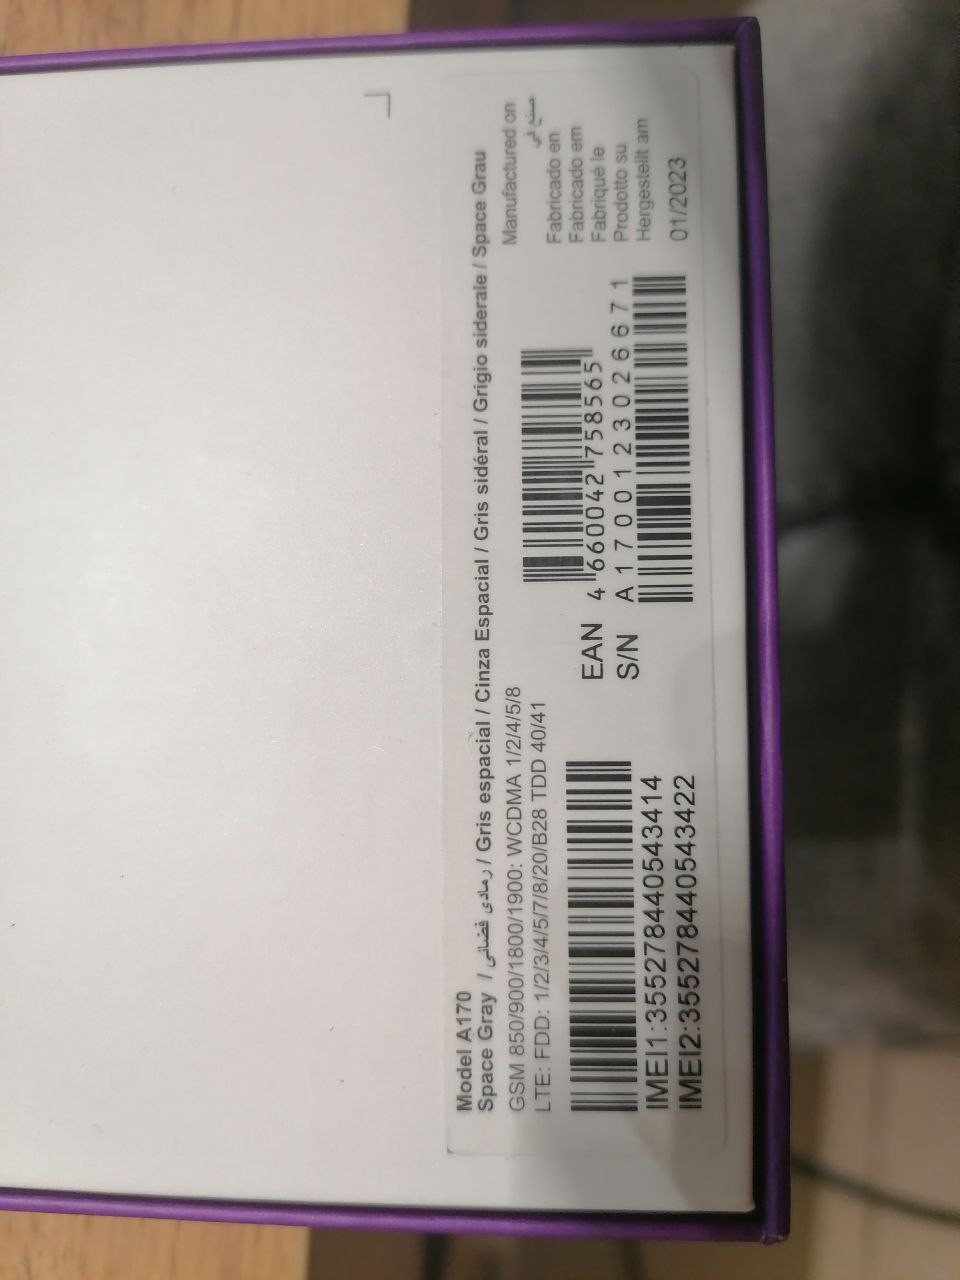 Model A170
Space Gray / رمادي فضائي / Gris espacial / Cinza Espacial / Gris sidéral / Grigio siderale / Space Grau
GSM 850/900/1800/1900: WCDMA 1/2/4/5/8
LTE: FDD: 1/2/3/4/5/7/8/20/B28 TDD 40/41
IMEI1:355278440543414
IMEI2:355278440543422
EAN 4 660042 758565
S/N A1700123026671
Manufactured on
صنع في
Fabricado en
Fabricado em
Fabriqué le
Prodotto su
Hergestellt am
01/2023